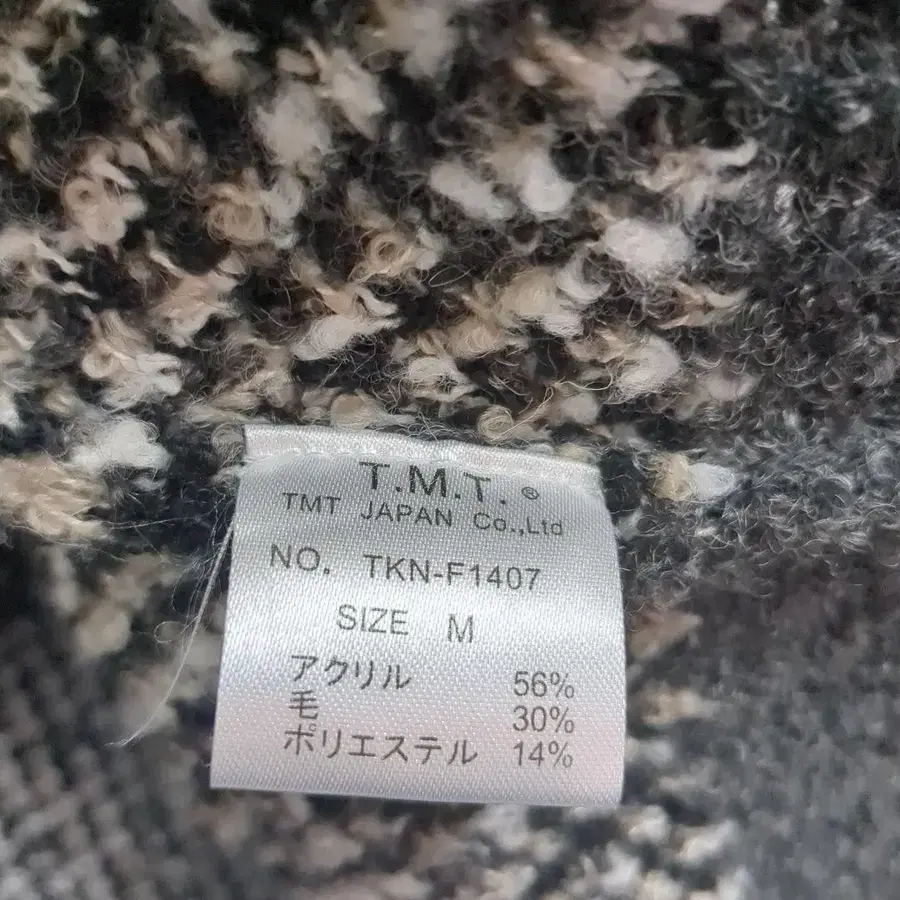 T.M.T.®
TMT JAPAN Co.,Ltd
NO. TKN-F1407
SIZE M
アクリル 56%
毛 30%
ポリエステル 14%